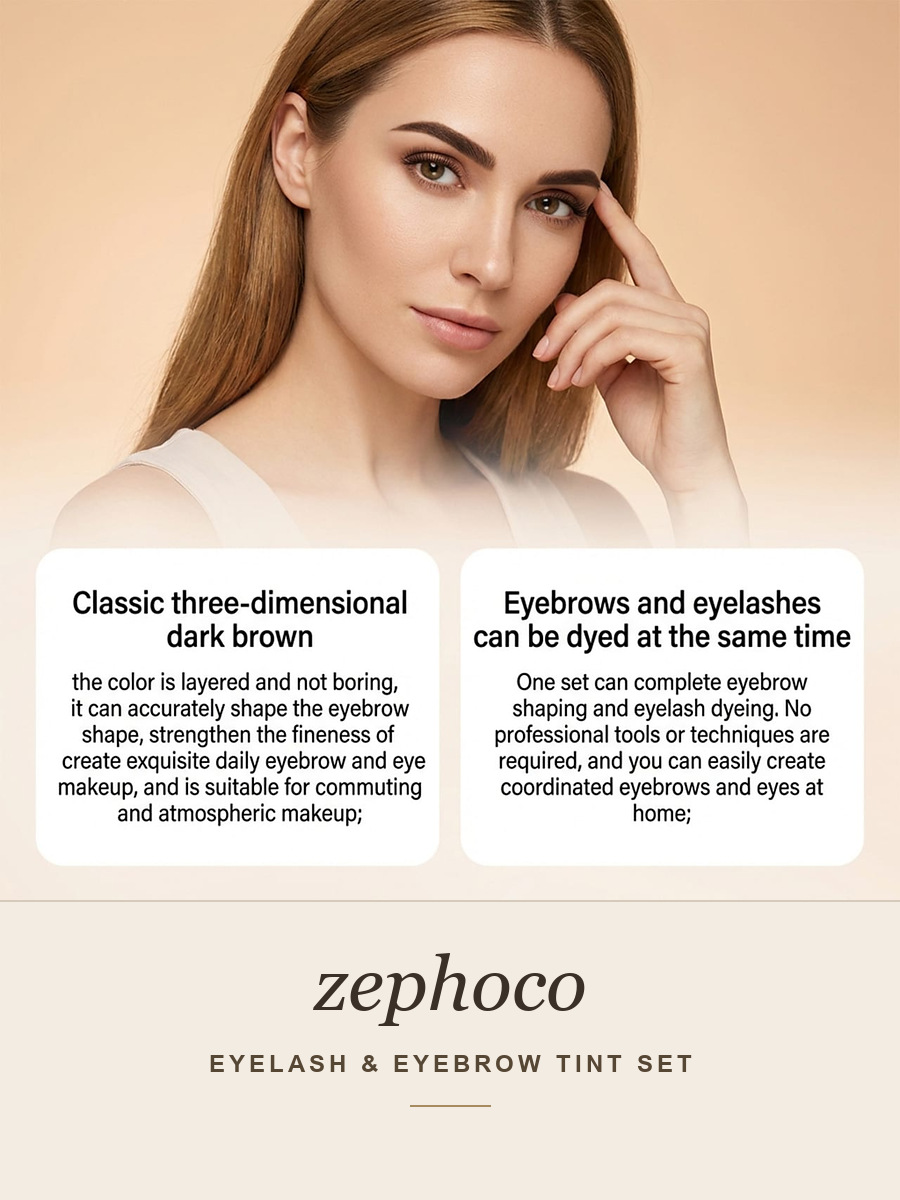 Classic three-dimensional
dark brown
the color is layered and not boring,
it can accurately shape the eyebrow
shape, strengthen the fineness of
create exquisite daily eyebrow and eye
makeup, and is suitable for commuting
and atmospheric makeup;
Eyebrows and eyelashes
can be dyed at the same time
One set can complete eyebrow
shaping and eyelash dyeing. No
professional tools or techniques are
required, and you can easily create
coordinated eyebrows and eyes at
home;
zephoco
EYELASH & EYEBROW TINT SET